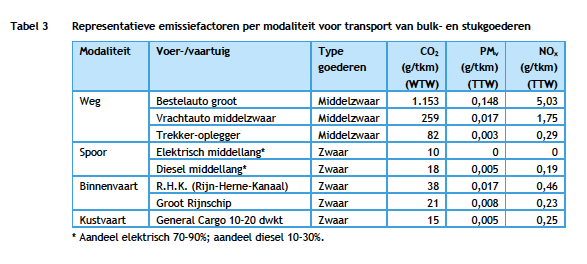 Tabel 3 Representatieve emissiefactoren per modaliteit voor transport van bulk- en stukgoederen
Modaliteit Voer-/vaartuig Type goederen CO₂ (g/tkm) (WTW) PMᵥ (g/tkm) (TTW) NOₓ (g/tkm) (TTW)
Weg Bestelauto groot Middelzwaar 1.153 0,148 5,03
Vrachtauto middelzwaar Middelzwaar 259 0,017 1,75
Trekker-oplegger Middelzwaar 82 0,003 0,29
Spoor Elektrisch middellang* Zwaar 10 0 0
Diesel middellang* Zwaar 18 0,005 0,19
Binnenvaart R.H.K. (Rijn-Herne-Kanaal) Zwaar 38 0,017 0,46
Groot Rijnschip Zwaar 21 0,008 0,23
Kustvaart General Cargo 10-20 dwkt Zwaar 15 0,005 0,25
* Aandeel elektrisch 70-90%; aandeel diesel 10-30%.